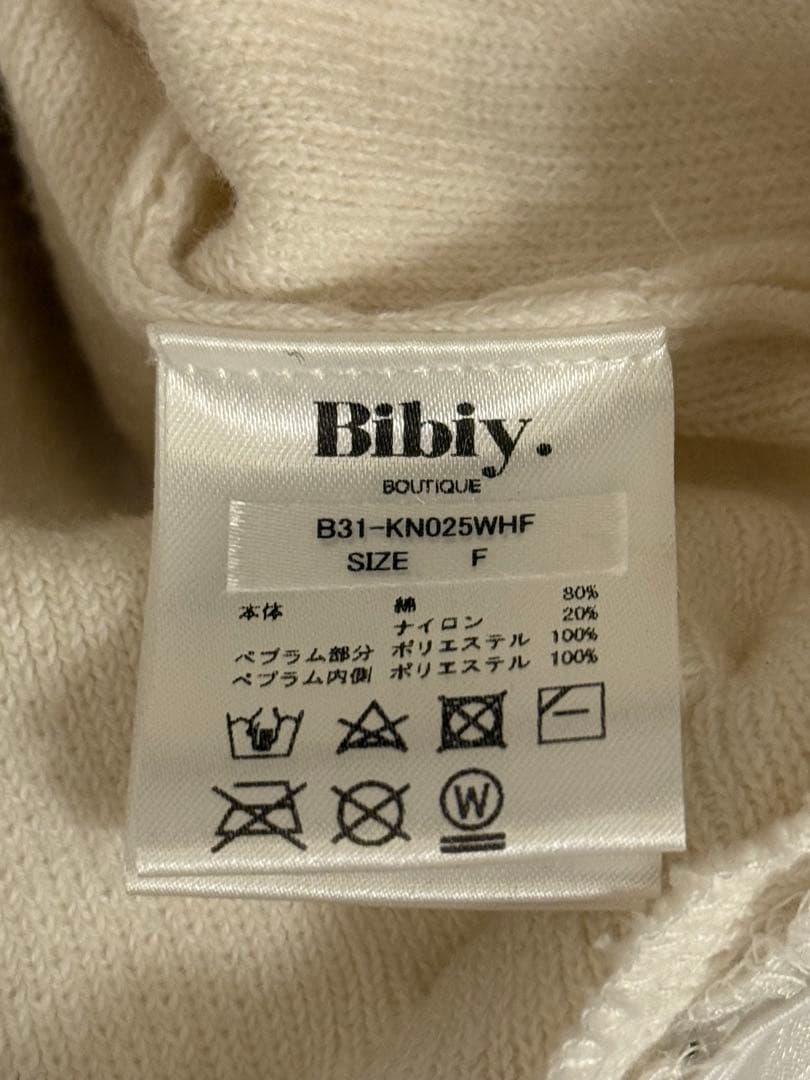 Bibiy.
BOUTIQUE
B31-KN025WHF
SIZE F
本体 綿 80%
ナイロン 20%
ペプラム部分 ポリエステル 100%
ペプラム内側 ポリエステル 100%
W